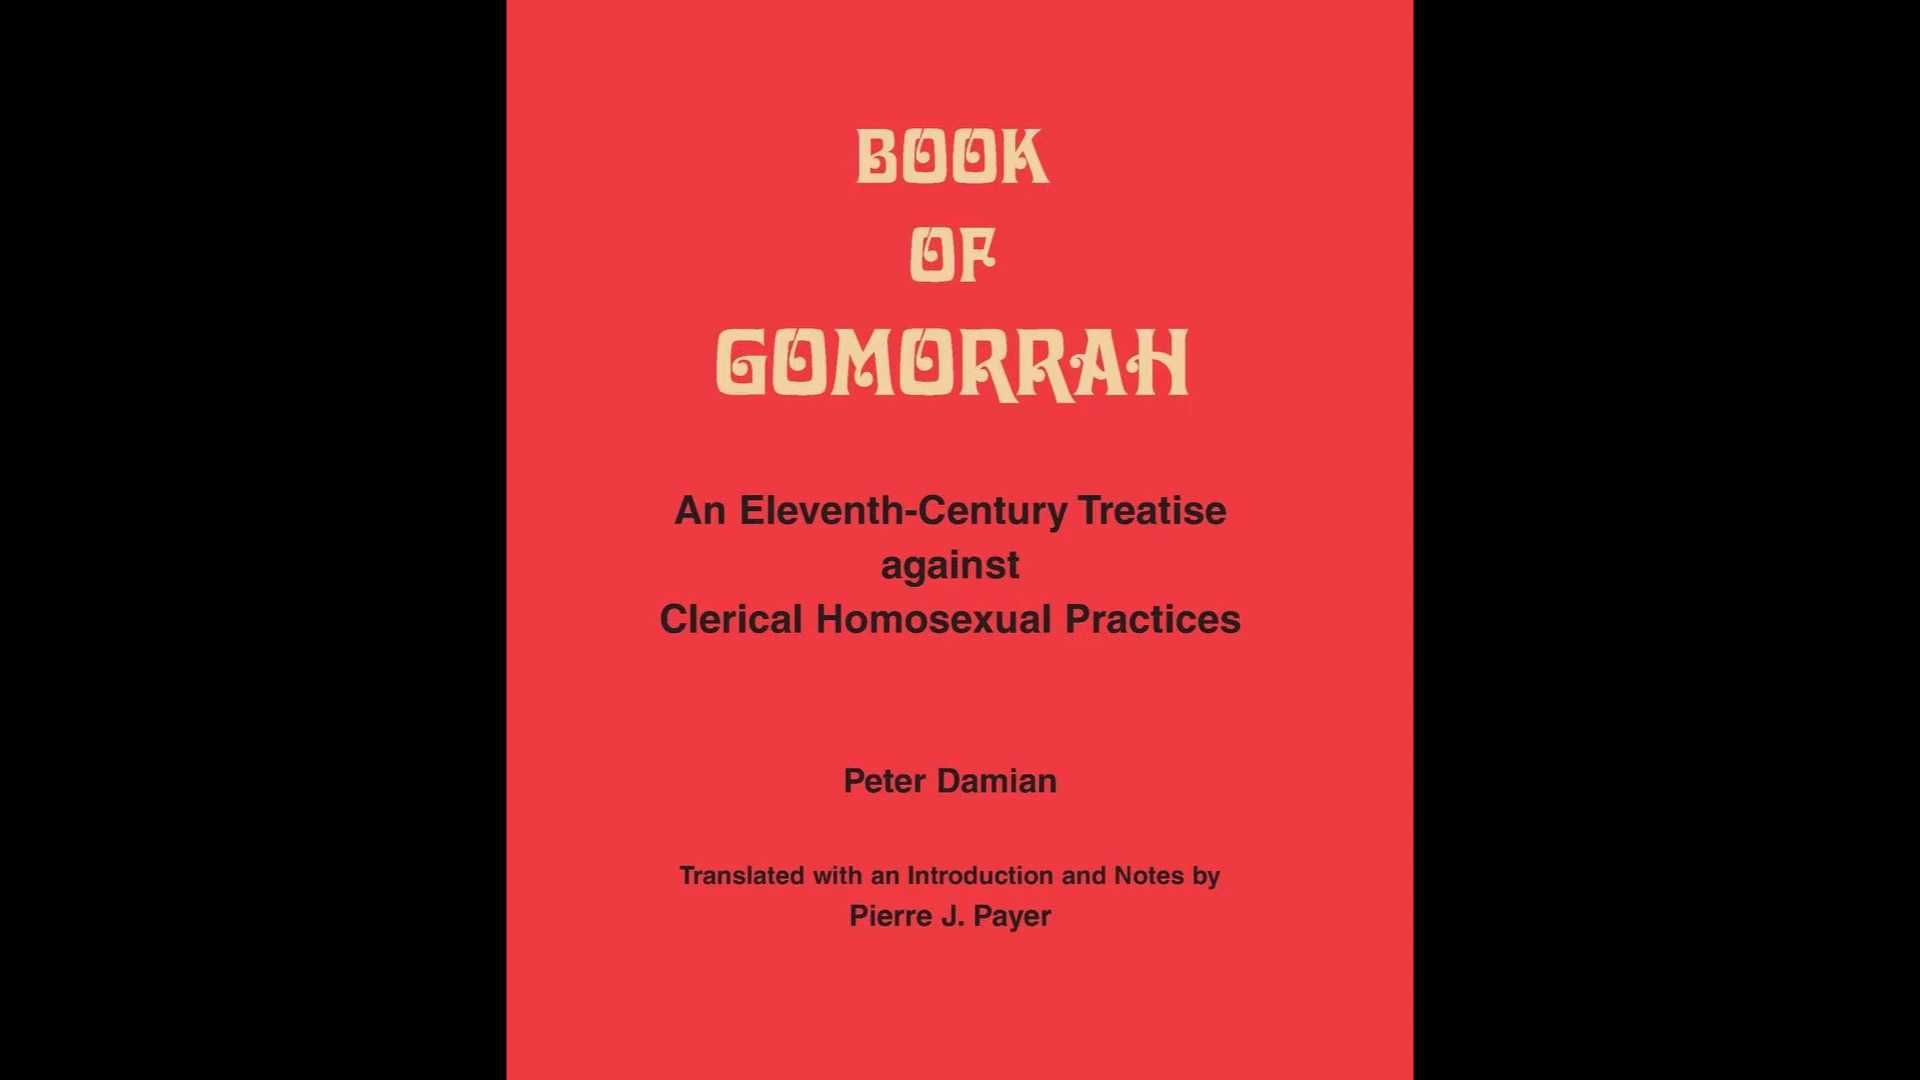 BOOK
OF
GOMORRAH
An Eleventh-Century Treatise
against
Clerical Homosexual Practices
Peter Damian
Translated with an Introduction and Notes by
Pierre J. Payer